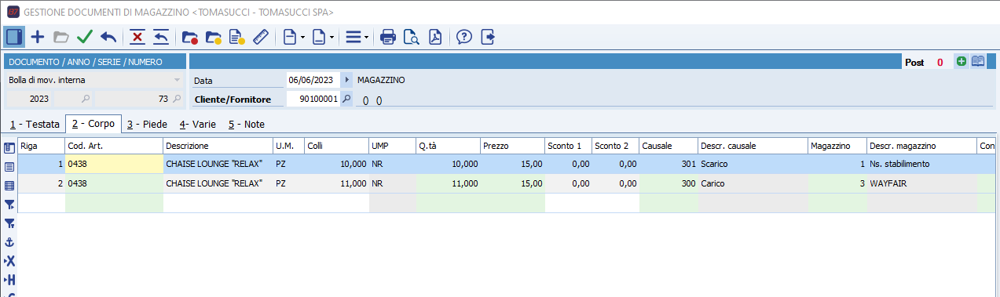 GESTIONE DOCUMENTI DI MAGAZZINO <TOMASUCCI - TOMASUCCI SPA>
DOCUMENTO / ANNO / SERIE / NUMERO
Post 0
Bolla di mov. interna
Data 06/06/2023 MAGAZZINO
2023 73
Cliente/Fornitore 90100001 0 0
1 - Testata 2 - Corpo 3 - Piede 4- Varie 5 - Note
Riga Cod. Art. Descrizione U.M. Colli UMP Q.tà Prezzo Sconto 1 Sconto 2 Causale Descr. causale Magazzino Descr. magazzino Con
1 0438 CHAISE LOUNGE "RELAX" PZ 10,000 NR 10,000 15,00 0,00 0,00 301 Scarico 1 Ns. stabilimento
2 0438 CHAISE LOUNGE "RELAX" PZ 11,000 NR 11,000 15,00 0,00 0,00 300 Carico 3 WAYFAIR